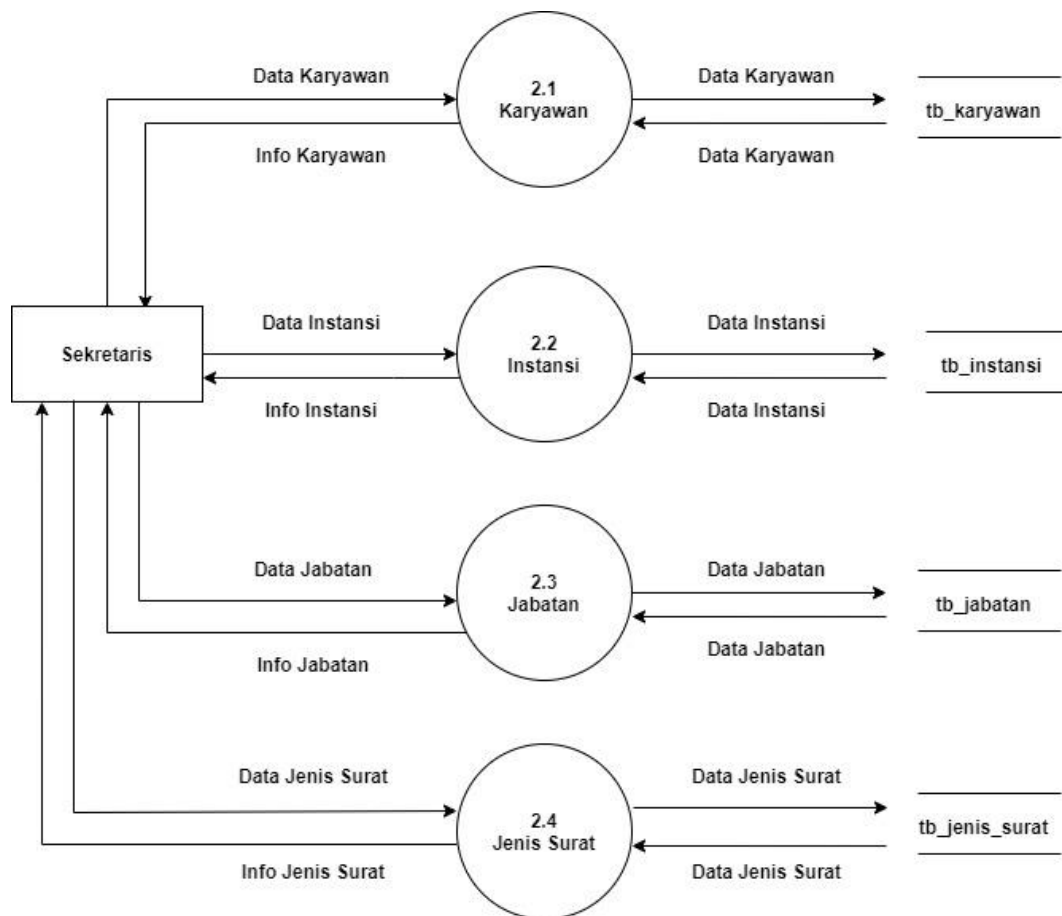 Data Karyawan
2.1
Karyawan
Data Karyawan
tb_karyawan
Info Karyawan
Data Karyawan
Sekretaris
Data Instansi
2.2
Instansi
Data Instansi
tb_instansi
Info Instansi
Data Instansi
Data Jabatan
2.3
Jabatan
Data Jabatan
tb_jabatan
Info Jabatan
Data Jabatan
Data Jenis Surat
2.4
Jenis Surat
Data Jenis Surat
tb_jenis_surat
Info Jenis Surat
Data Jenis Surat